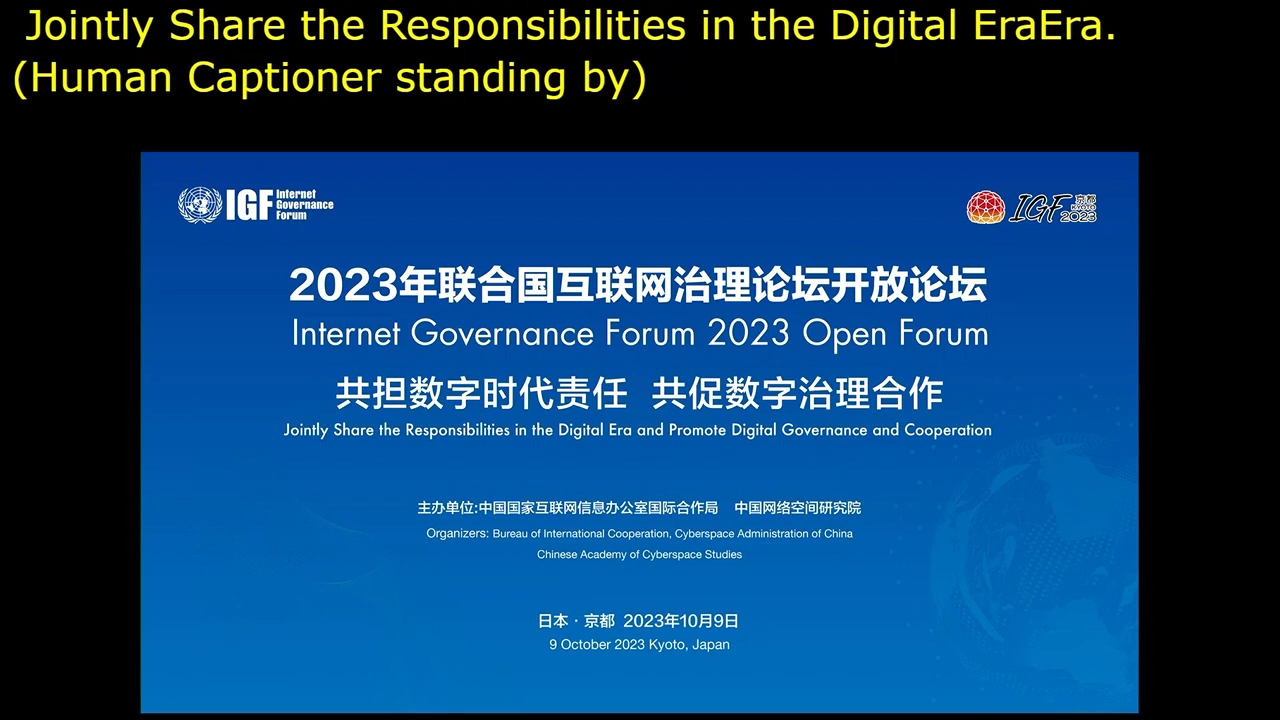 Jointly Share the Responsibilities in the Digital EraEra.
(Human Captioner standing by)
IGF Internet
Governance
Forum
IGF 京都
KYOTO
2023
2023年联合国互联网治理论坛开放论坛
Internet Governance Forum 2023 Open Forum
共担数字时代责任 共促数字治理合作
Jointly Share the Responsibilities in the Digital Era and Promote Digital Governance and Cooperation
主办单位:中国国家互联网信息办公室国际合作局 中国网络空间研究院
Organizers: Bureau of International Cooperation, Cyberspace Administration of China
Chinese Academy of Cyberspace Studies
日本 · 京都 2023年10月9日
9 October 2023 Kyoto, Japan